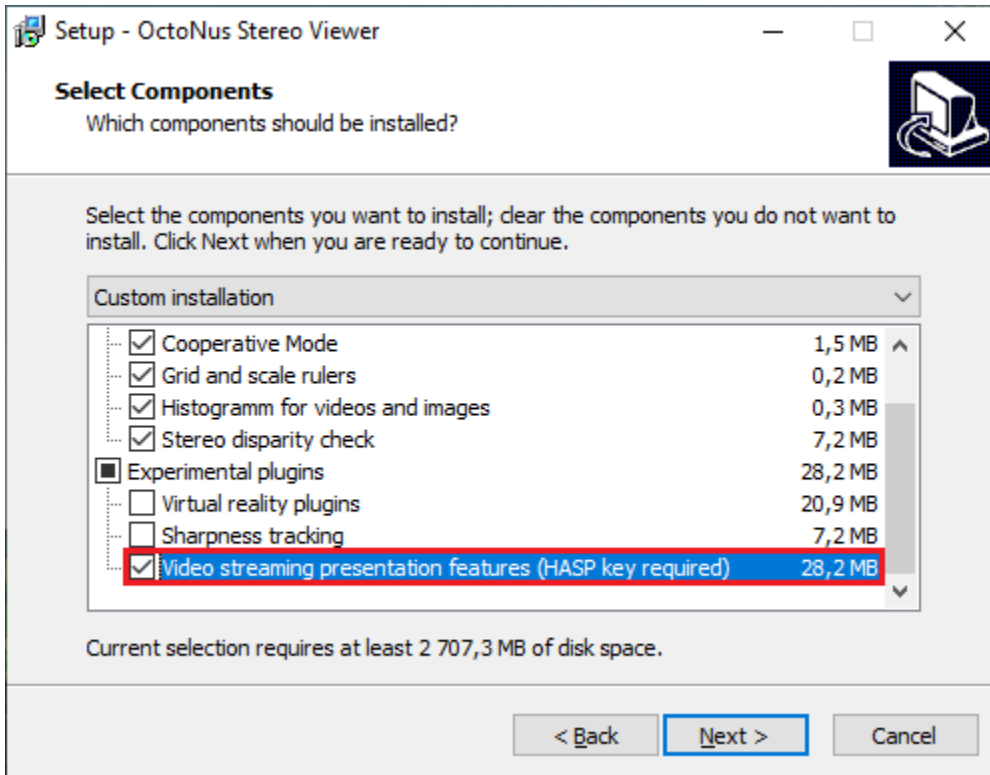 Setup - OctoNus Stereo Viewer
Select Components
Which components should be installed?
Select the components you want to install; clear the components you do not want to
install. Click Next when you are ready to continue.
Custom installation
Cooperative Mode 1,5 MB
Grid and scale rulers 0,2 MB
Histogramm for videos and images 0,3 MB
Stereo disparity check 7,2 MB
Experimental plugins 28,2 MB
Virtual reality plugins 20,9 MB
Sharpness tracking 7,2 MB
Video streaming presentation features (HASP key required) 28,2 MB
Current selection requires at least 2 707,3 MB of disk space.
< Back Next > Cancel